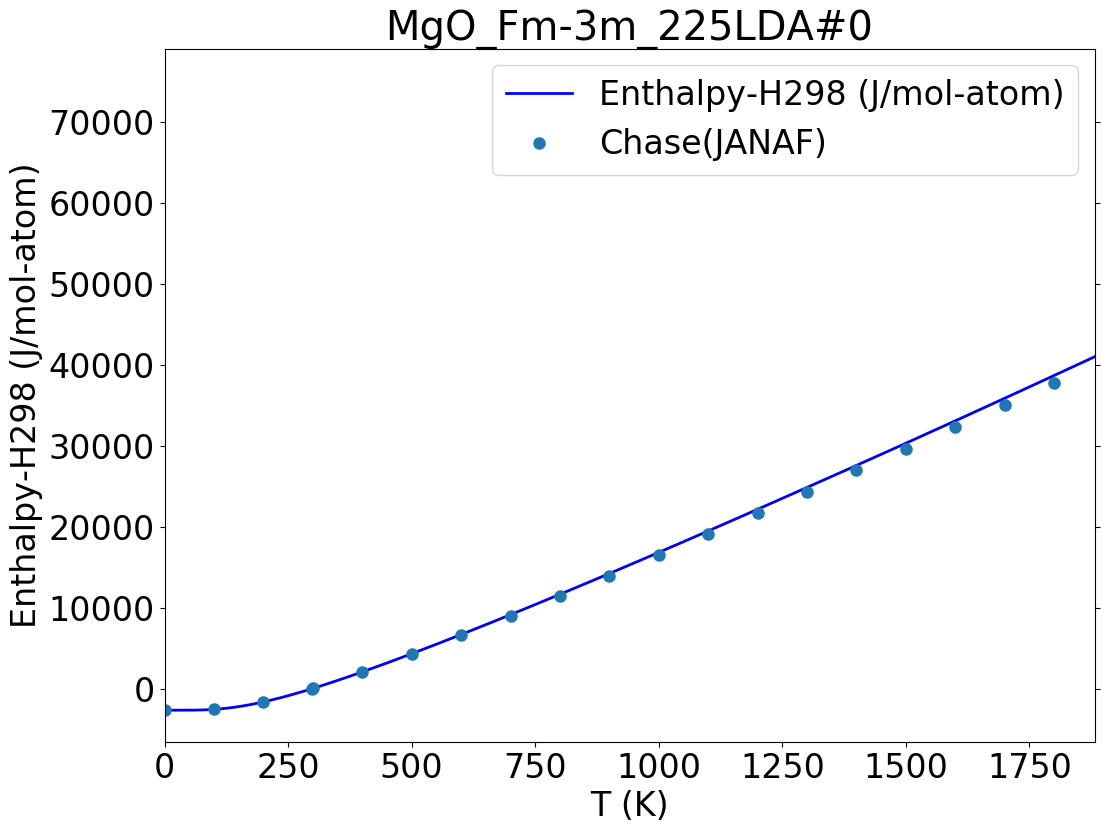 MgO_Fm-3m_225LDA#0
Enthalpy-H298 (J/mol-atom)
Chase(JANAF)
Enthalpy-H298 (J/mol-atom)
70000
60000
50000
40000
30000
20000
10000
0
0 250 500 750 1000 1250 1500 1750
T (K)